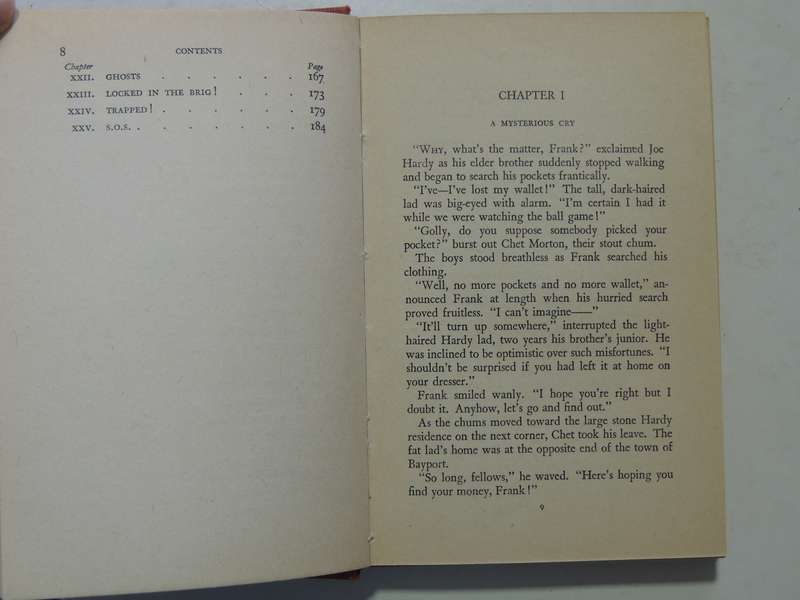 8 CONTENTS
Chapter Page
XXII. GHOSTS . . . . . . 167
XXIII. LOCKED IN THE BRIG! . . . 173
XXIV. TRAPPED! . . . . . . 179
XXV. S.O.S. . . . . . . . 184
CHAPTER I
A MYSTERIOUS CRY
"WHY, what's the matter, Frank?" exclaimed Joe
Hardy as his elder brother suddenly stopped walking
and began to search his pockets frantically.
"I've—I've lost my wallet!" The tall, dark-haired
lad was big-eyed with alarm. "I'm certain I had it
while we were watching the ball game!"
"Golly, do you suppose somebody picked your
pocket?" burst out Chet Morton, their stout chum.
The boys stood breathless as Frank searched his
clothing.
"Well, no more pockets and no more wallet," an-
nounced Frank at length when his hurried search
proved fruitless. "I can't imagine——"
"It'll turn up somewhere," interrupted the light-
haired Hardy lad, two years his brother's junior. He
was inclined to be optimistic over such misfortunes. "I
shouldn't be surprised if you had left it at home on
your dresser."
Frank smiled wanly. "I hope you're right but I
doubt it. Anyhow, let's go and find out."
As the chums moved toward the large stone Hardy
residence on the next corner, Chet took his leave. The
fat lad's home was at the opposite end of the town of
Bayport.
"So long, fellows," he waved. "Here's hoping you
find your money, Frank!"
9